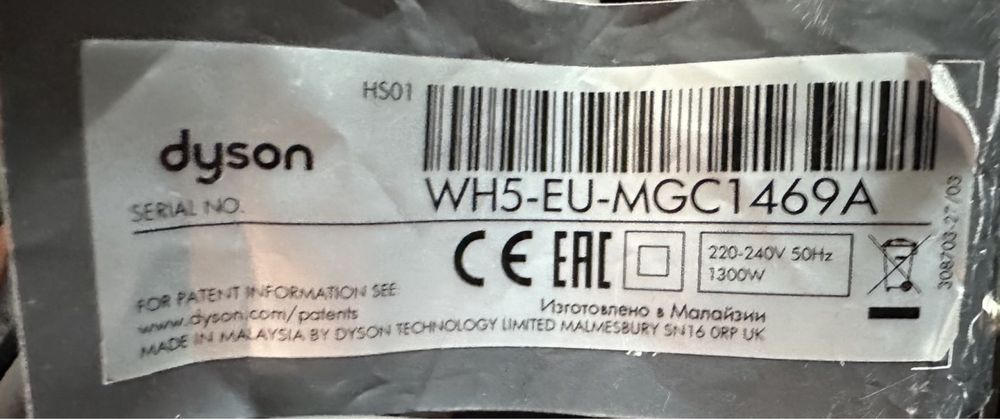 HS01
dyson
SERIAL NO. WH5-EU-MGC1469A
CE EAC
220-240V 50Hz
1300W
308703-27/03
FOR PATENT INFORMATION SEE
www.dyson.com/patents
Изготовлено в Малайзии
MADE IN MALAYSIA BY DYSON TECHNOLOGY LIMITED MALMESBURY SN16 0RP UK